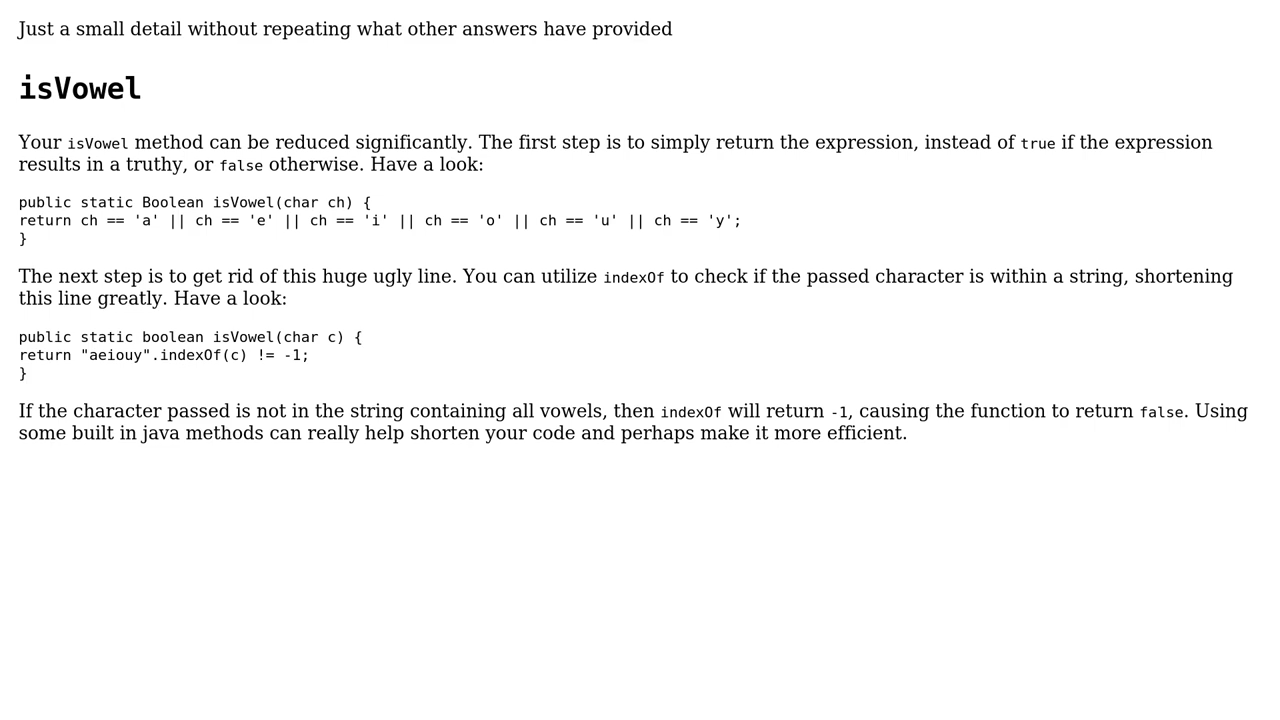 Just a small detail without repeating what other answers have provided
isVowel
Your isVowel method can be reduced significantly. The first step is to simply return the expression, instead of true if the expression
results in a truthy, or false otherwise. Have a look:
public static Boolean isVowel(char ch) {
return ch == 'a' || ch == 'e' || ch == 'i' || ch == 'o' || ch == 'u' || ch == 'y';
}
The next step is to get rid of this huge ugly line. You can utilize indexOf to check if the passed character is within a string, shortening
this line greatly. Have a look:
public static boolean isVowel(char c) {
return "aeiouy".indexOf(c) != -1;
}
If the character passed is not in the string containing all vowels, then indexOf will return -1, causing the function to return false. Using
some built in java methods can really help shorten your code and perhaps make it more efficient.